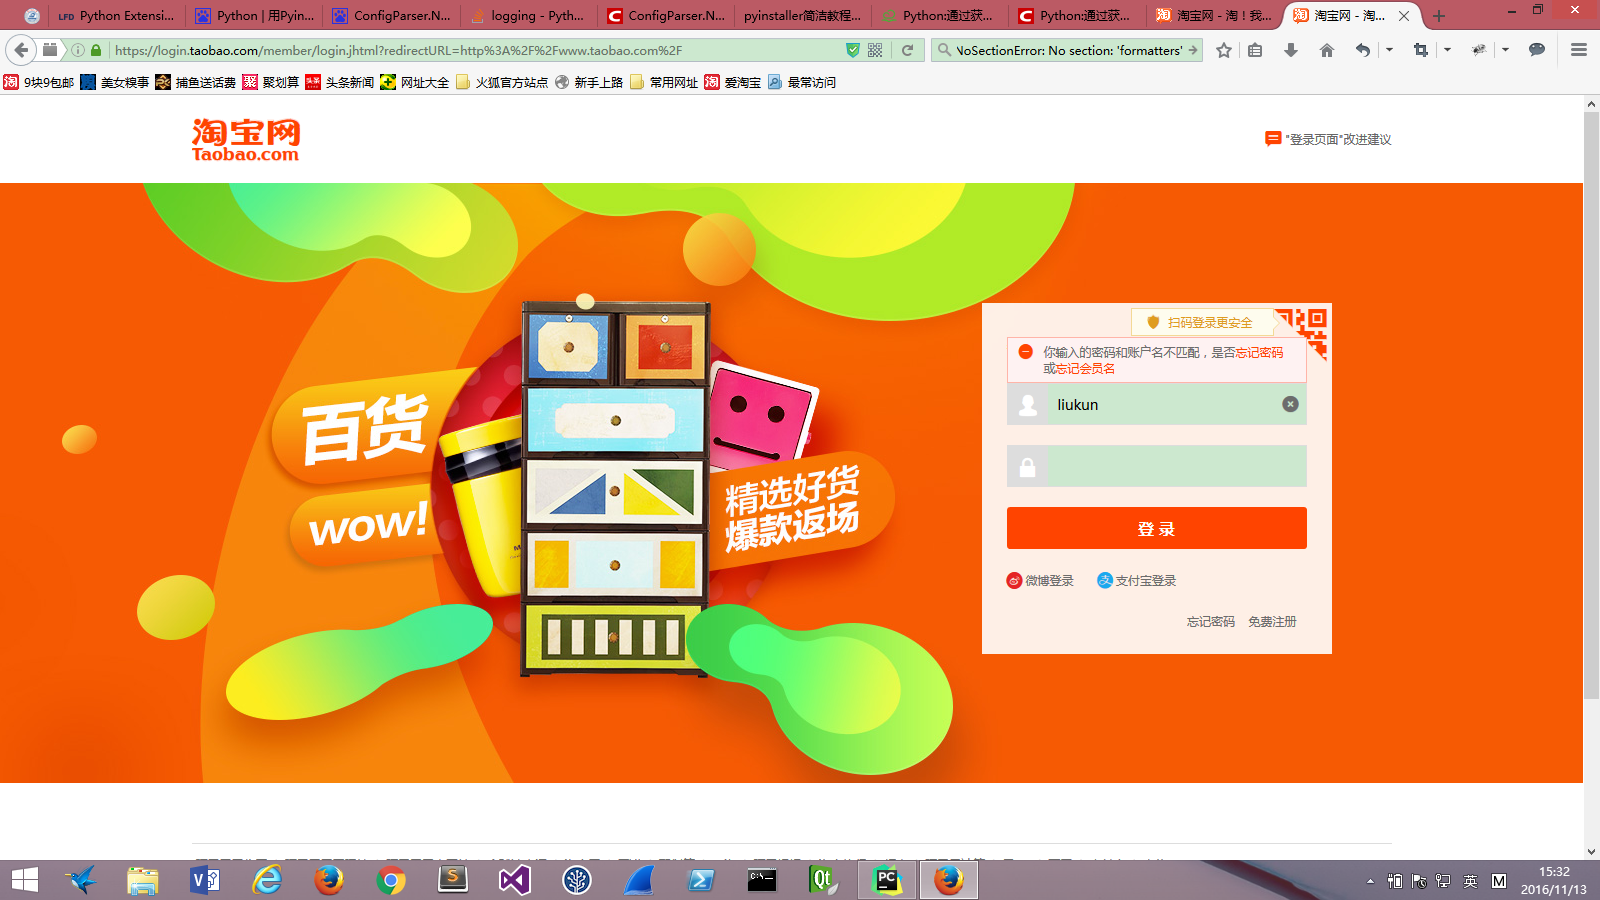 Python Extensi...
Python | 用Pyin...
ConfigParser.N...
logging - Pyth...
ConfigParser.N...
pyinstaller简洁教程...
Python:通过获...
Python:通过获...
淘宝网 - 淘！我...
淘宝网 - 淘...
https://login.taobao.com/member/login.jhtml?redirectURL=http%3A%2F%2Fwww.taobao.com%2F
NoSectionError: No section: 'formatters'
9块9包邮
美女糗事
捕鱼送话费
聚划算
头条新闻
网址大全
火狐官方站点
新手上路
常用网址
爱淘宝
最常访问
淘宝网
Taobao.com
"登录页面"改进建议
百货
wow!
精选好货
爆款返场
扫码登录更安全
你输入的密码和账户名不匹配，是否忘记密码
或忘记会员名
liukun
登 录
微博登录
支付宝登录
忘记密码
免费注册
英
M
15:32
2016/11/13